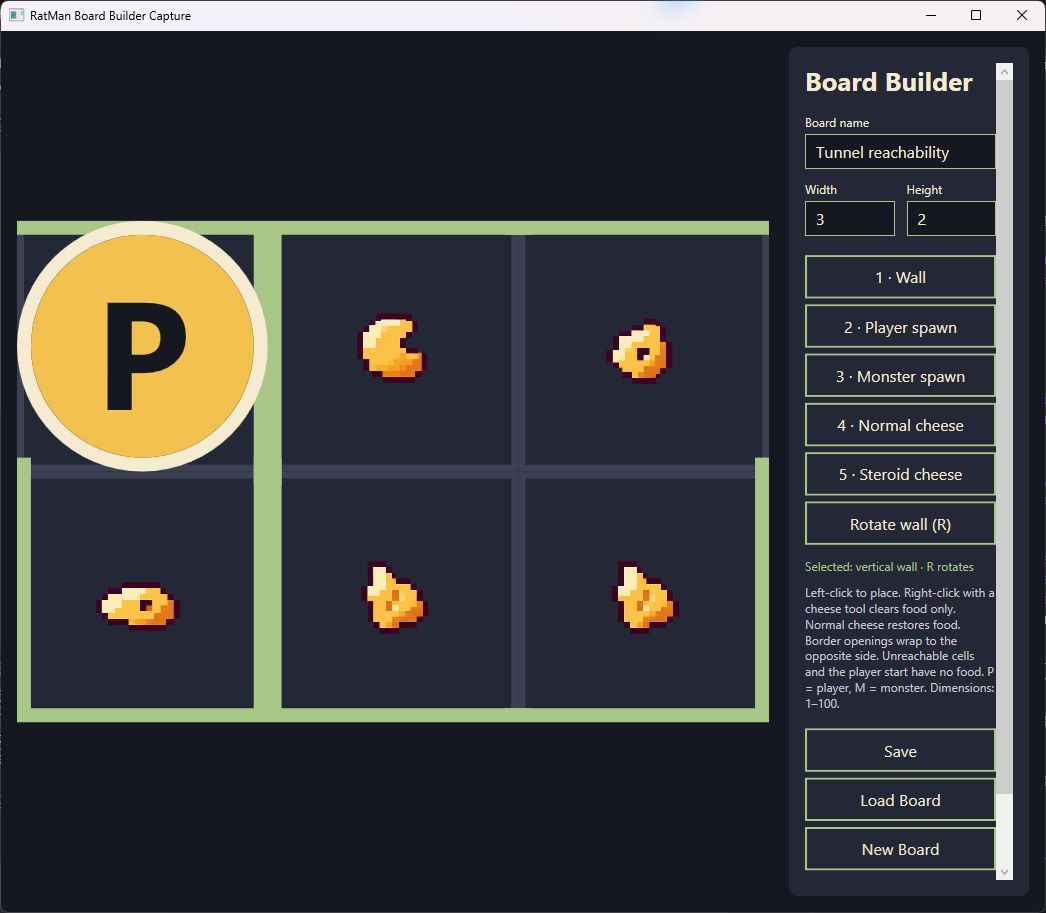 RatMan Board Builder Capture
Board Builder
Board name
Tunnel reachability
Width Height
3 2
1 · Wall
2 · Player spawn
3 · Monster spawn
4 · Normal cheese
5 · Steroid cheese
Rotate wall (R)
Selected: vertical wall · R rotates
Left-click to place. Right-click with a
cheese tool clears food only.
Normal cheese restores food.
Border openings wrap to the
opposite side. Unreachable cells
and the player start have no food. P
= player, M = monster. Dimensions:
1–100.
Save
Load Board
New Board
P